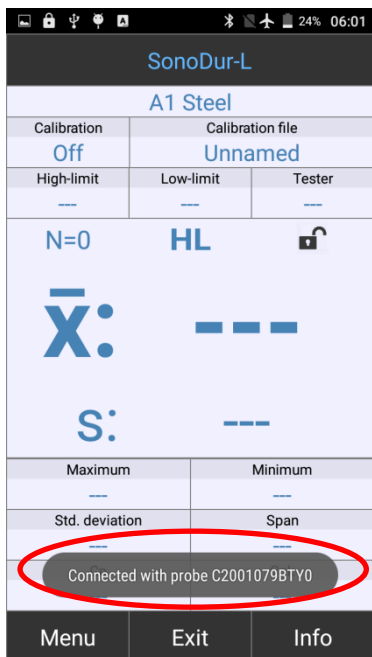 24% 06:01
SonoDur-L
A1 Steel
Calibration Calibration file
Off Unnamed
High-limit Low-limit Tester
--- --- ---
N=0 HL
x̄: ---
s: ---
Maximum Minimum
--- ---
Std. deviation Span
--- ---
Connected with probe C2001079BTY0
--- ---
Menu Exit Info